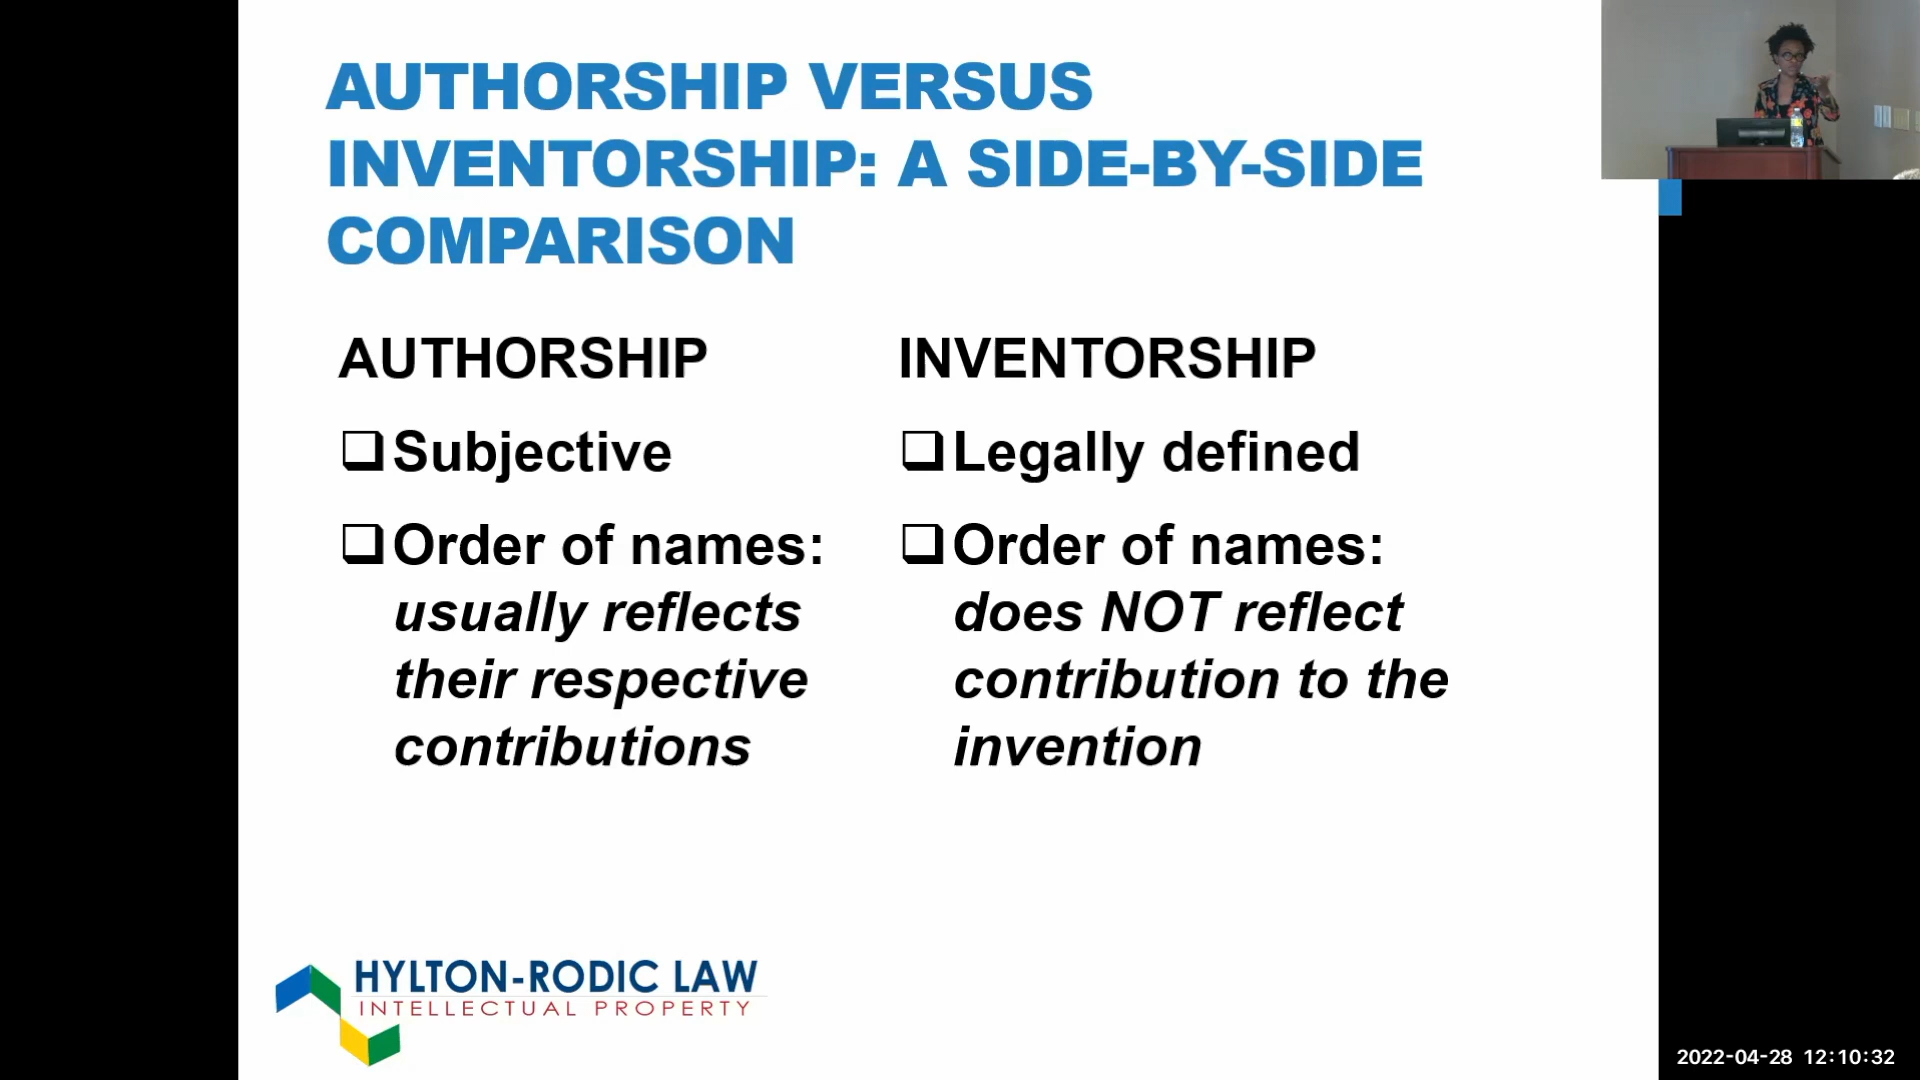 AUTHORSHIP VERSUS
INVENTORSHIP: A SIDE-BY-SIDE
COMPARISON
AUTHORSHIP
Subjective
Order of names:
usually reflects
their respective
contributions
INVENTORSHIP
Legally defined
Order of names:
does NOT reflect
contribution to the
invention
HYLTON-RODIC LAW
INTELLECTUAL PROPERTY
2022-04-28 12:10:32